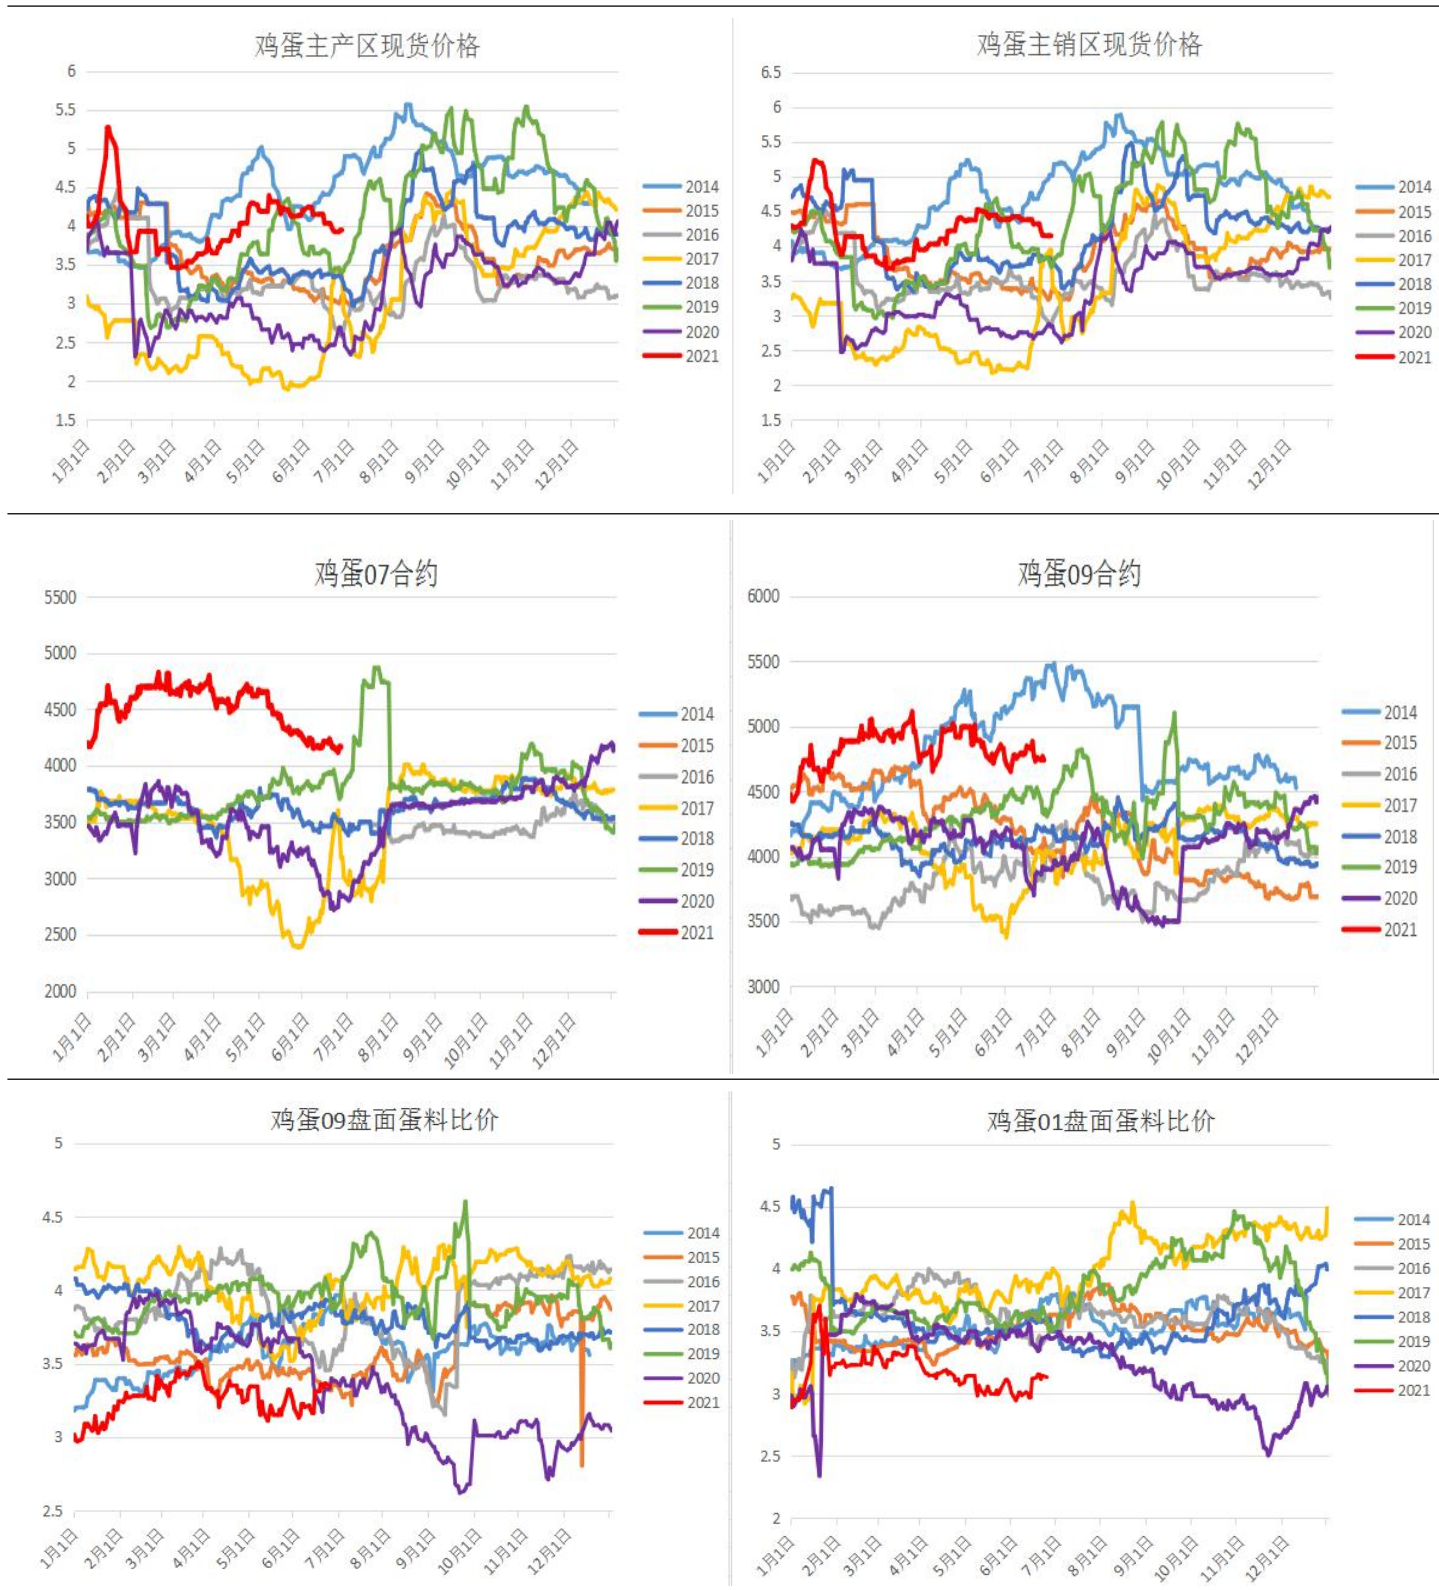 鸡蛋主产区现货价格
6
5.5
5
4.5
4
3.5
3
2.5
2
1.5
1月1日
2月1日
3月1日
4月1日
5月1日
6月1日
7月1日
8月1日
9月1日
10月1日
11月1日
12月1日
2014
2015
2016
2017
2018
2019
2020
2021
鸡蛋主销区现货价格
6.5
6
5.5
5
4.5
4
3.5
3
2.5
2
1.5
1月1日
2月1日
3月1日
4月1日
5月1日
6月1日
7月1日
8月1日
9月1日
10月1日
11月1日
12月1日
2014
2015
2016
2017
2018
2019
2020
2021
鸡蛋07合约
5500
5000
4500
4000
3500
3000
2500
2000
1月1日
2月1日
3月1日
4月1日
5月1日
6月1日
7月1日
8月1日
9月1日
10月1日
11月1日
12月1日
2014
2015
2016
2017
2018
2019
2020
2021
鸡蛋09合约
6000
5500
5000
4500
4000
3500
3000
1月1日
2月1日
3月1日
4月1日
5月1日
6月1日
7月1日
8月1日
9月1日
10月1日
11月1日
12月1日
2014
2015
2016
2017
2018
2019
2020
2021
鸡蛋09盘面蛋料比价
5
4.5
4
3.5
3
2.5
1月1日
2月1日
3月1日
4月1日
5月1日
6月1日
7月1日
8月1日
9月1日
10月1日
11月1日
12月1日
2014
2015
2016
2017
2018
2019
2020
2021
鸡蛋01盘面蛋料比价
5
4.5
4
3.5
3
2.5
2
1月1日
2月1日
3月1日
4月1日
5月1日
6月1日
7月1日
8月1日
9月1日
10月1日
11月1日
12月1日
2014
2015
2016
2017
2018
2019
2020
2021